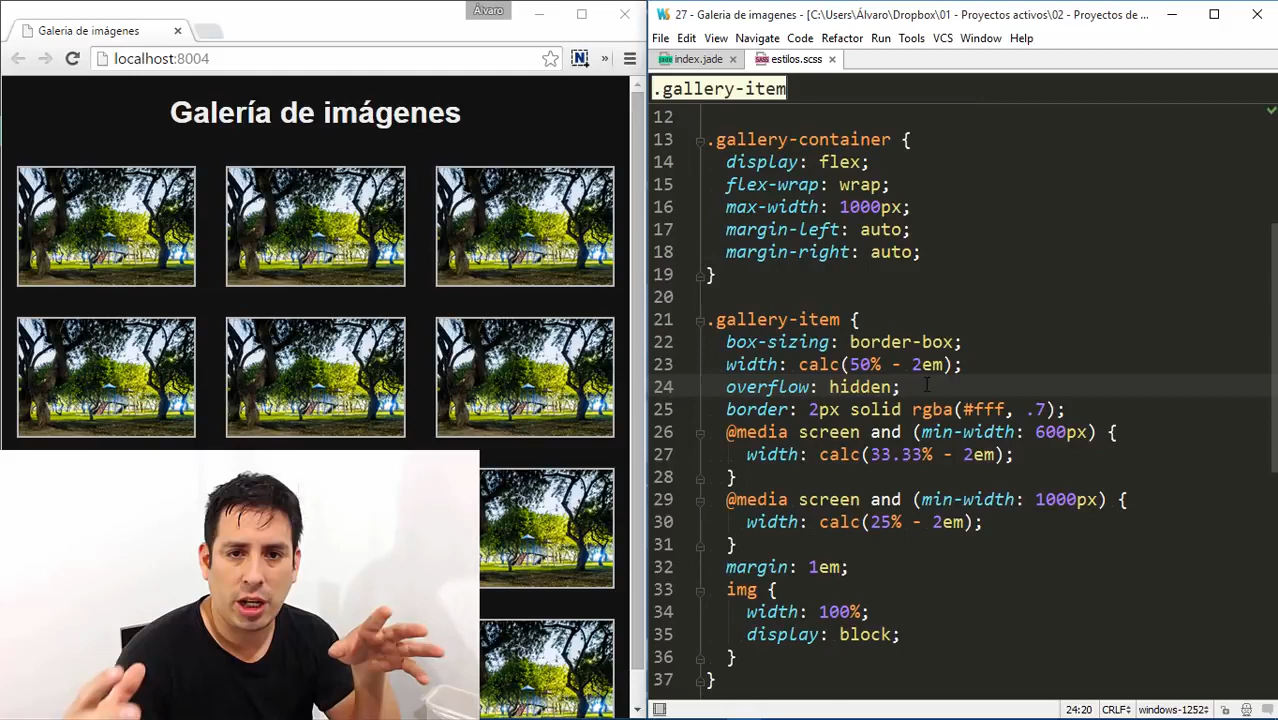 Álvaro
Galeria de imagenes
localhost:8004
N
»
Galería de imágenes
WS
27 - Galeria de imagenes - [C:\Users\Álvaro\Dropbox\01 - Proyectos activos\02 - Proyectos de ...
File Edit View Navigate Code Refactor Run Tools VCS Window Help
index.jade
SASS estilos.scss
.gallery-item
12
13 .gallery-container {
14 display: flex;
15 flex-wrap: wrap;
16 max-width: 1000px;
17 margin-left: auto;
18 margin-right: auto;
19 }
20
21 .gallery-item {
22 box-sizing: border-box;
23 width: calc(50% - 2em);
24 overflow: hidden;
25 border: 2px solid rgba(#fff, .7);
26 @media screen and (min-width: 600px) {
27 width: calc(33.33% - 2em);
28 }
29 @media screen and (min-width: 1000px) {
30 width: calc(25% - 2em);
31 }
32 margin: 1em;
33 img {
34 width: 100%;
35 display: block;
36 }
37 }
24:20 CRLF÷ windows-1252÷